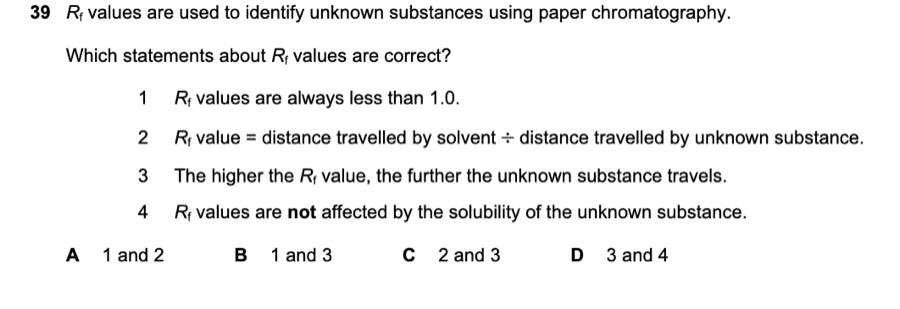 39 Rf values are used to identify unknown substances using paper chromatography.
Which statements about Rf values are correct?
1 Rf values are always less than 1.0.
2 Rf value = distance travelled by solvent ÷ distance travelled by unknown substance.
3 The higher the Rf value, the further the unknown substance travels.
4 Rf values are not affected by the solubility of the unknown substance.
A 1 and 2 B 1 and 3 C 2 and 3 D 3 and 4